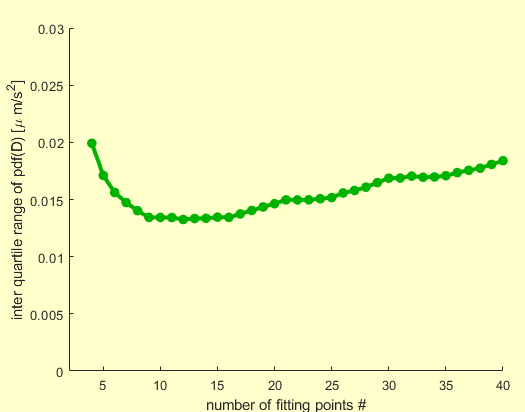 0.03
0.025
0.02
0.015
0.01
0.005
0
inter quartile range of pdf(D) [μ m/s²]
5 10 15 20 25 30 35 40
number of fitting points #